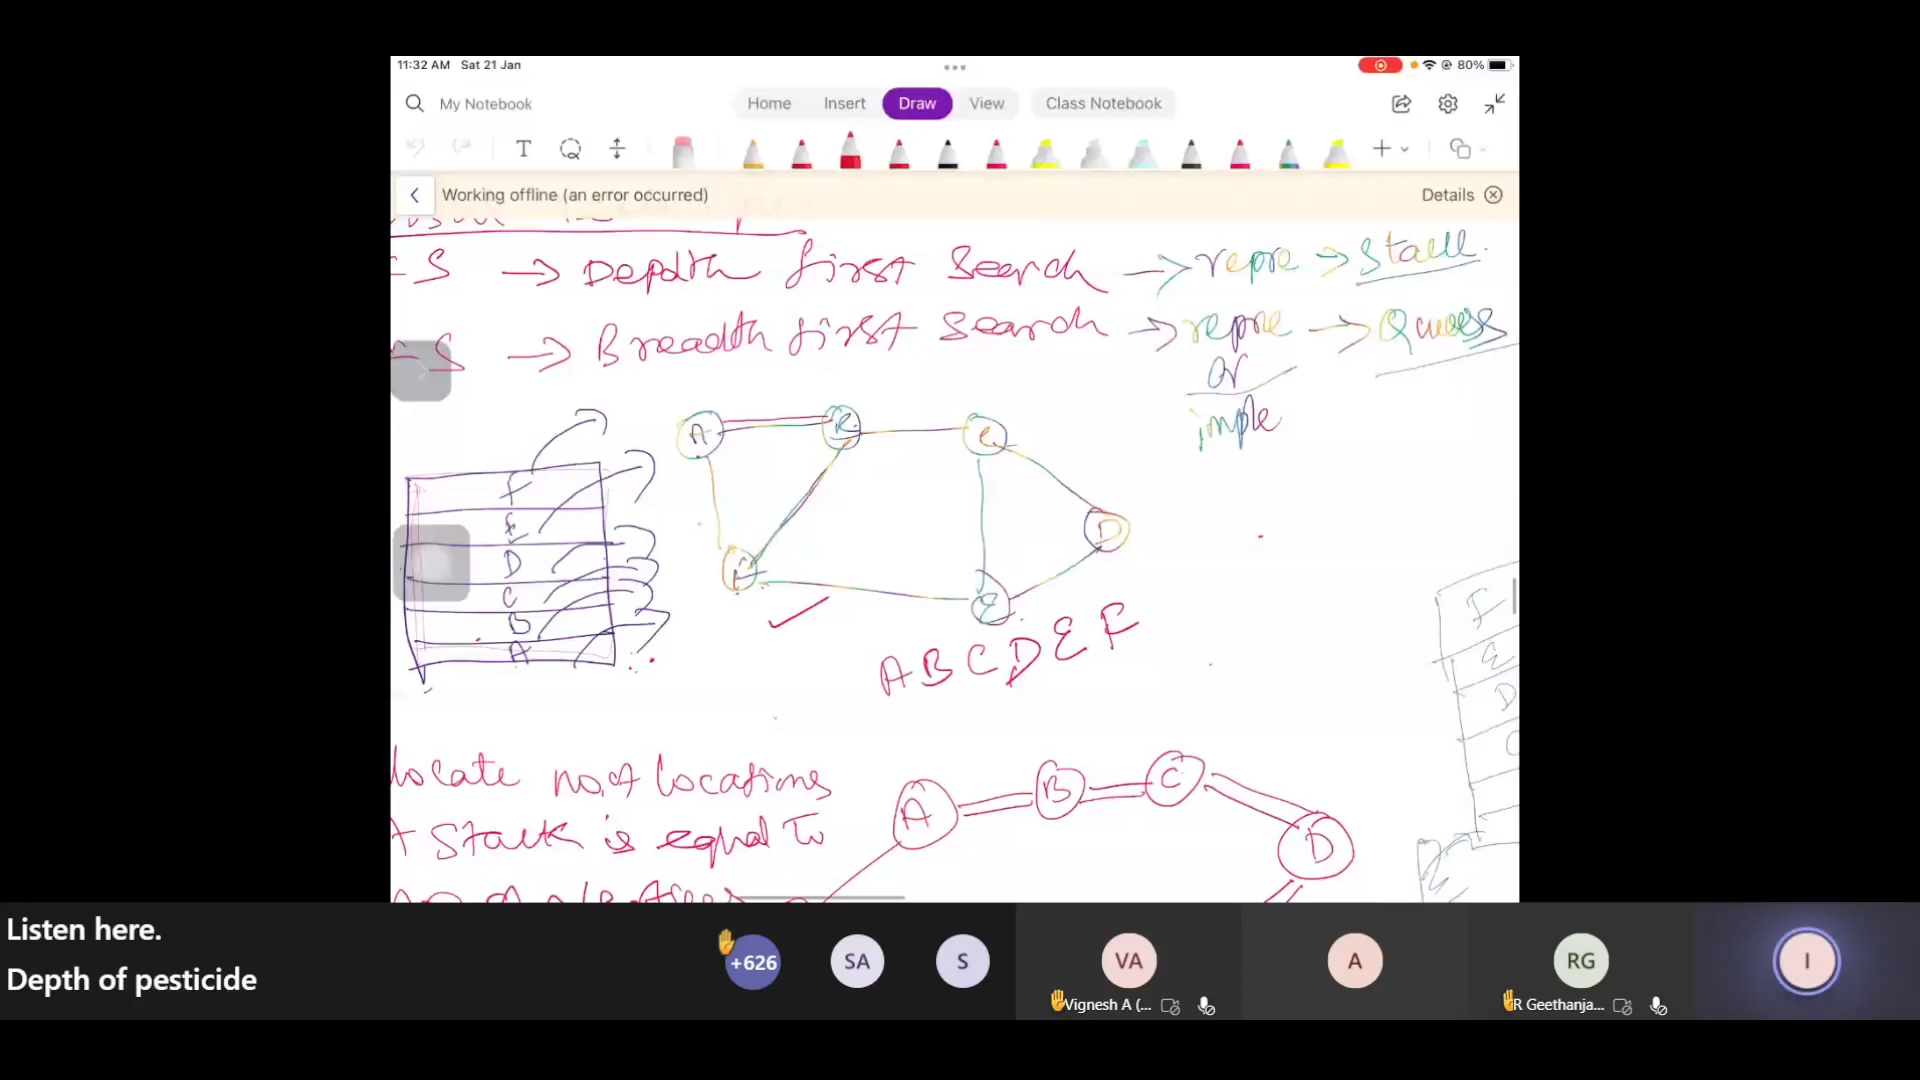 11:32 AM Sat 21 Jan
80%
My Notebook
Home Insert Draw View Class Notebook
Working offline (an error occurred)
Details
S → Depdth first Search → repre → Stack
S → Breadth first Search → repre → Queues
or
imple
A B C
F
E
D
C
B
A
D
F
E
A B C D E F
F
E
D
C
locate no.of locations
Stack is equal to
A B C
D
Listen here.
Depth of pesticide
+626
SA
S
VA
A
RG
I
Vignesh A (...
R Geethanja...